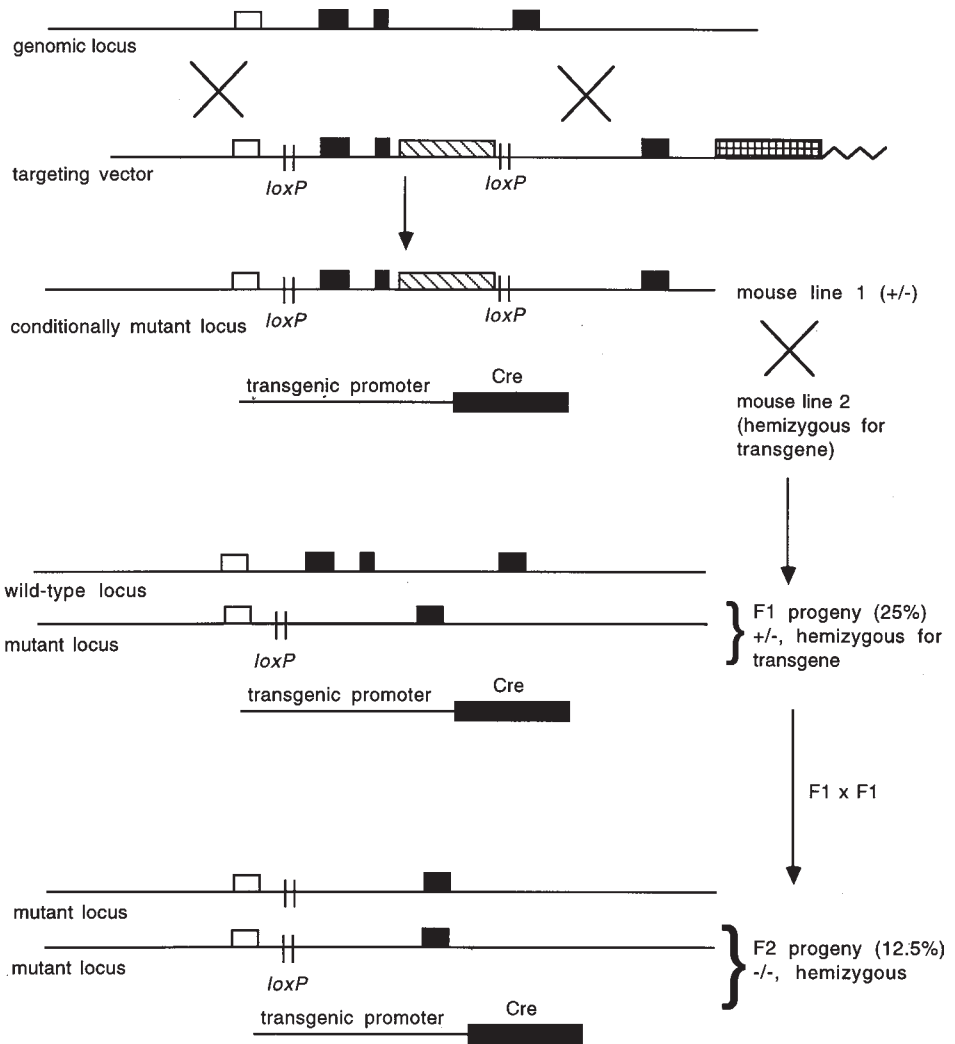 genomic locus
targeting vector
loxP
loxP
conditionally mutant locus
loxP
loxP
mouse line 1 (+/-)
transgenic promoter
Cre
mouse line 2
(hemizygous for
transgene)
wild-type locus
mutant locus
loxP
F1 progeny (25%)
+/-, hemizygous for
transgene
transgenic promoter
Cre
F1 x F1
mutant locus
mutant locus
loxP
F2 progeny (12.5%)
-/-, hemizygous
transgenic promoter
Cre